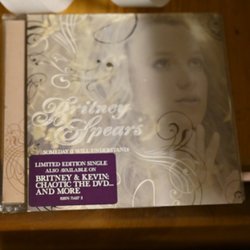 Britney
Spears
SOMEDAY (I WILL UNDERSTAND)
LIMITED EDITION SINGLE
ALSO AVAILABLE ON
BRITNEY & KEVIN:
CHAOTIC THE DVD...
AND MORE